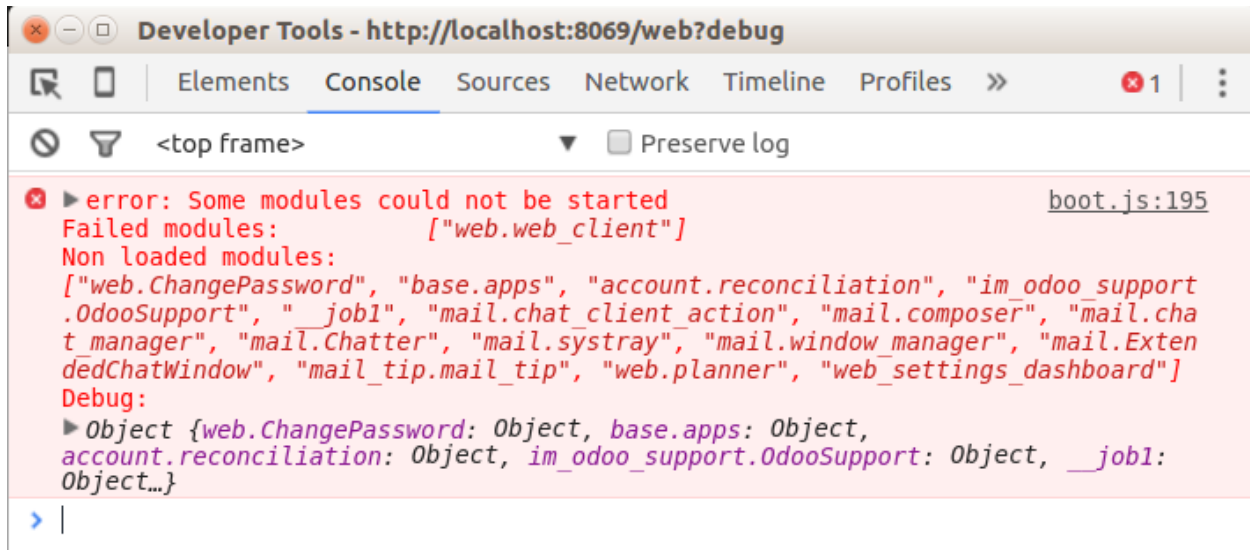 Developer Tools - http://localhost:8069/web?debug
Elements Console Sources Network Timeline Profiles » 1
<top frame> ▼ Preserve log
error: Some modules could not be started boot.js:195
Failed modules: ["web.web_client"]
Non loaded modules:
["web.ChangePassword", "base.apps", "account.reconciliation", "im_odoo_support
.OdooSupport", "__job1", "mail.chat_client_action", "mail.composer", "mail.cha
t_manager", "mail.Chatter", "mail.systray", "mail.window_manager", "mail.Exten
dedChatWindow", "mail_tip.mail_tip", "web.planner", "web_settings_dashboard"]
Debug:
Object {web.ChangePassword: Object, base.apps: Object,
account.reconciliation: Object, im_odoo_support.OdooSupport: Object, __job1:
Object…}
>